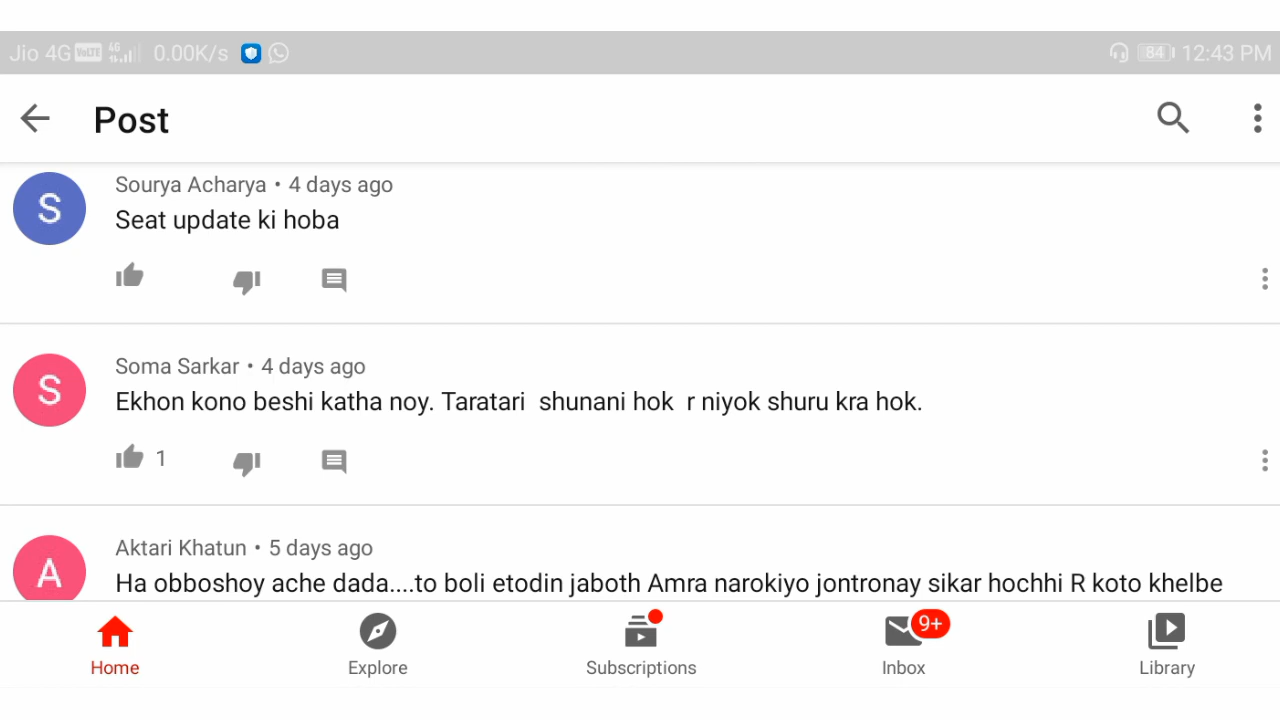 Jio 4G VoLTE 4G 0.00K/s 84 12:43 PM
Post
Sourya Acharya • 4 days ago
S
Seat update ki hoba
Soma Sarkar • 4 days ago
S
Ekhon kono beshi katha noy. Taratari shunani hok r niyok shuru kra hok.
1
Aktari Khatun • 5 days ago
A
Ha obboshoy ache dada....to boli etodin jaboth Amra narokiyo jontronay sikar hochhi R koto khelbe
9+
Home Explore Subscriptions Inbox Library